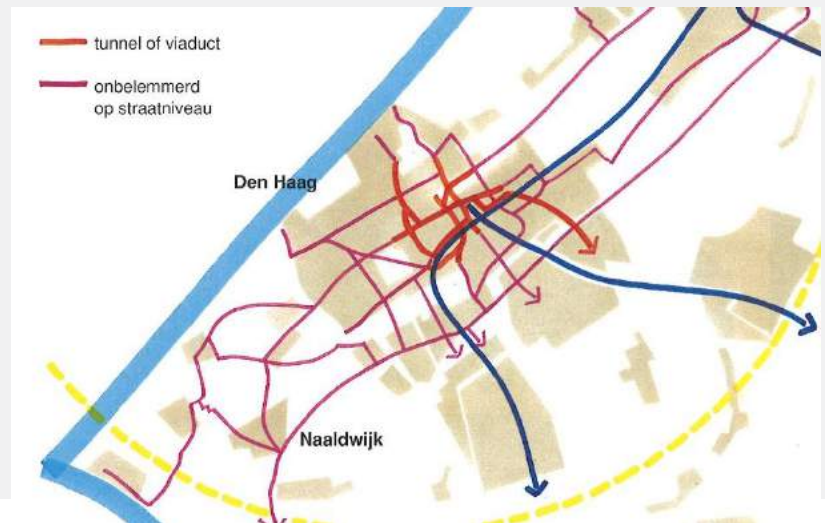 tunnel of viaduct
onbelemmerd
op straatniveau
Den Haag
Naaldwijk